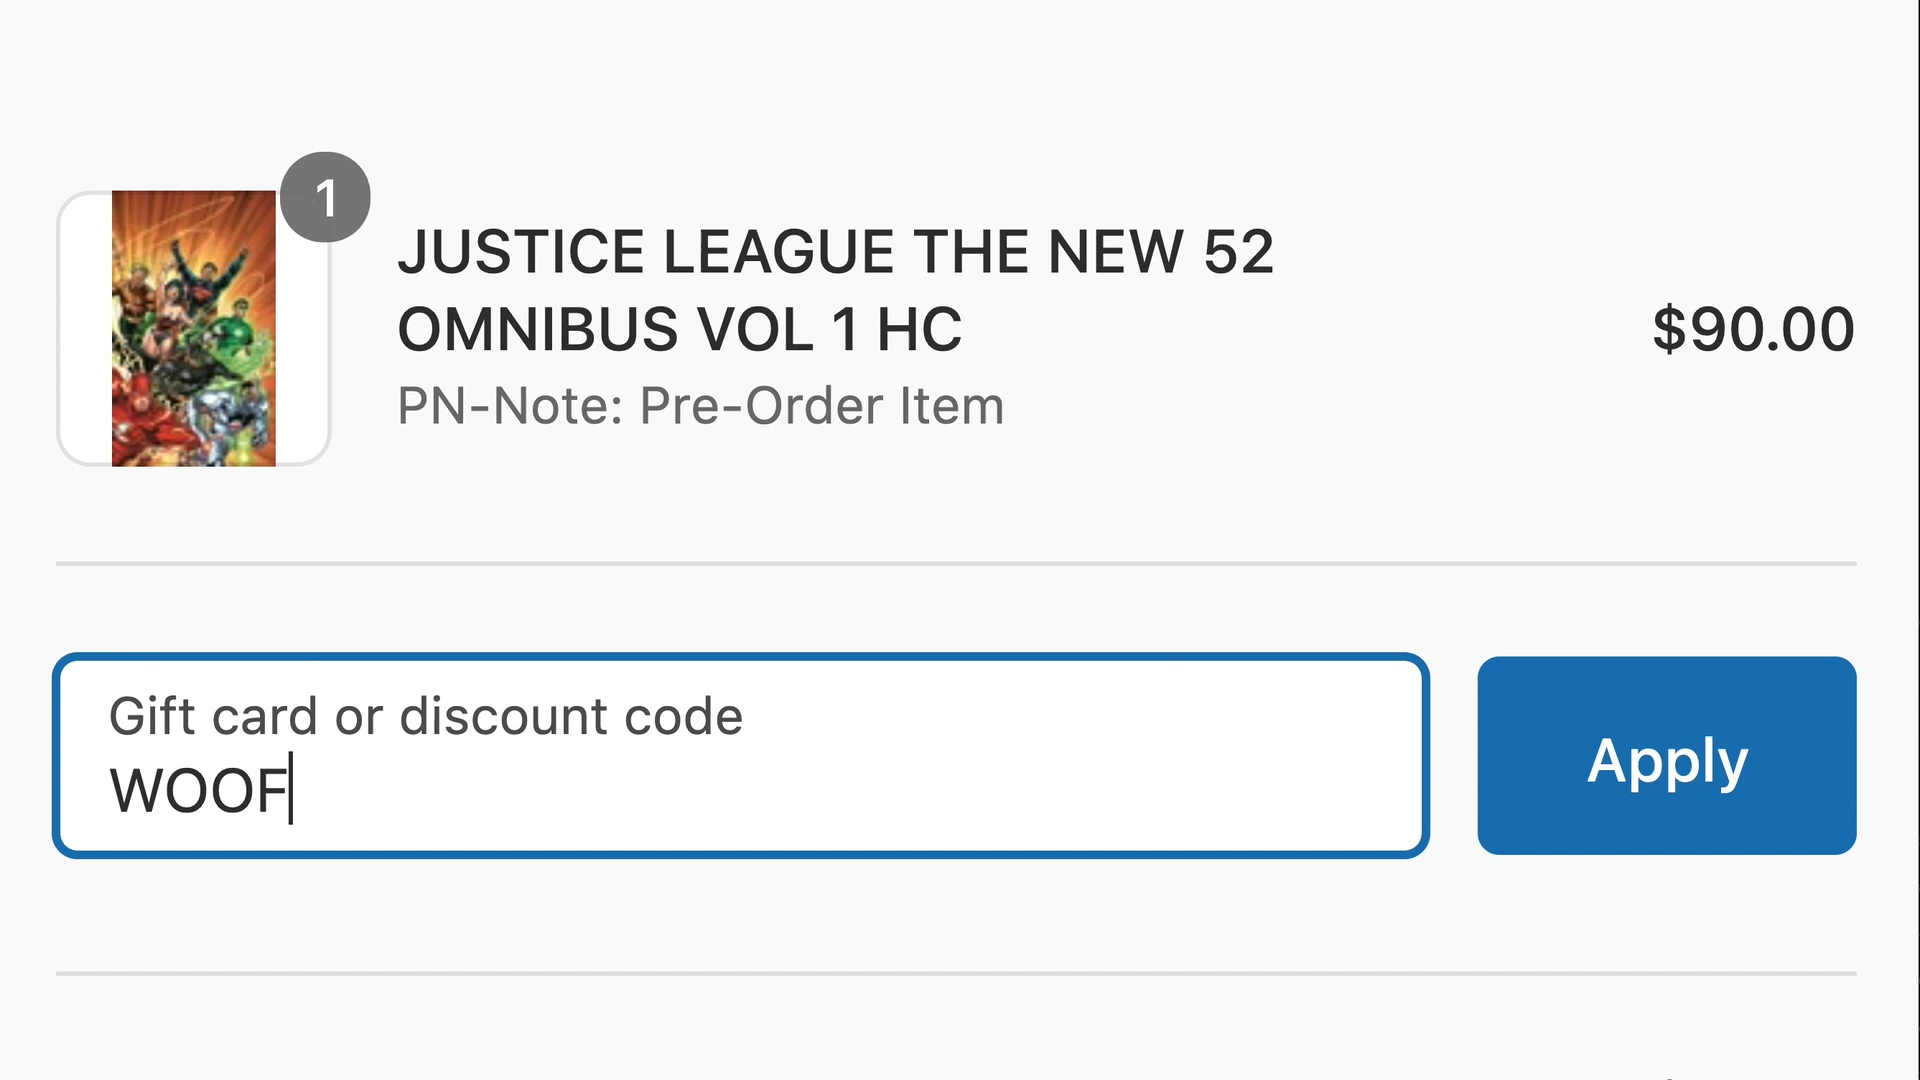 1
JUSTICE LEAGUE THE NEW 52
OMNIBUS VOL 1 HC
$90.00
PN-Note: Pre-Order Item
Gift card or discount code
WOOF
Apply